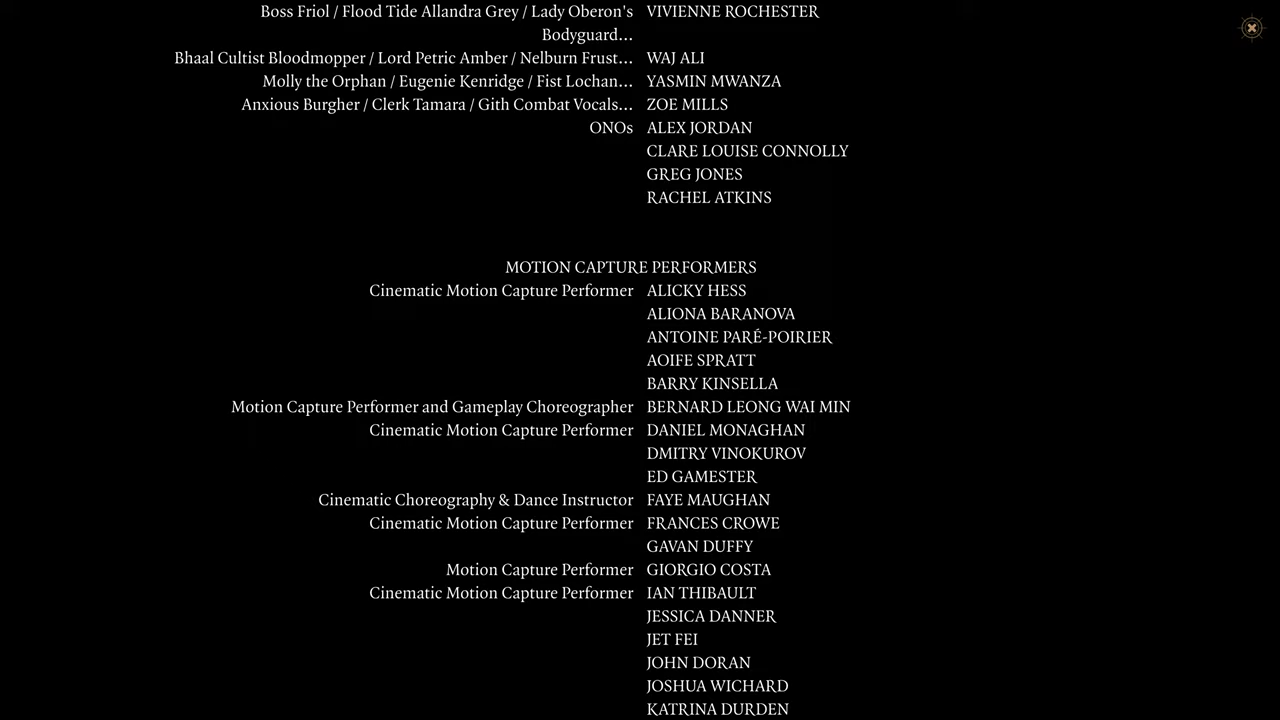 Boss Friol / Flood Tide Allandra Grey / Lady Oberon's VIVIENNE ROCHESTER
Bodyguard...
Bhaal Cultist Bloodmopper / Lord Petric Amber / Nelburn Frust... WAJ ALI
Molly the Orphan / Eugenie Kenridge / Fist Lochan... YASMIN MWANZA
Anxious Burgher / Clerk Tamara / Gith Combat Vocals... ZOE MILLS
ONOs ALEX JORDAN
CLARE LOUISE CONNOLLY
GREG JONES
RACHEL ATKINS
MOTION CAPTURE PERFORMERS
Cinematic Motion Capture Performer ALICKY HESS
ALIONA BARANOVA
ANTOINE PARÉ-POIRIER
AOIFE SPRATT
BARRY KINSELLA
Motion Capture Performer and Gameplay Choreographer BERNARD LEONG WAI MIN
Cinematic Motion Capture Performer DANIEL MONAGHAN
DMITRY VINOKUROV
ED GAMESTER
Cinematic Choreography & Dance Instructor FAYE MAUGHAN
Cinematic Motion Capture Performer FRANCES CROWE
GAVAN DUFFY
Motion Capture Performer GIORGIO COSTA
Cinematic Motion Capture Performer IAN THIBAULT
JESSICA DANNER
JET FEI
JOHN DORAN
JOSHUA WICHARD
KATRINA DURDEN